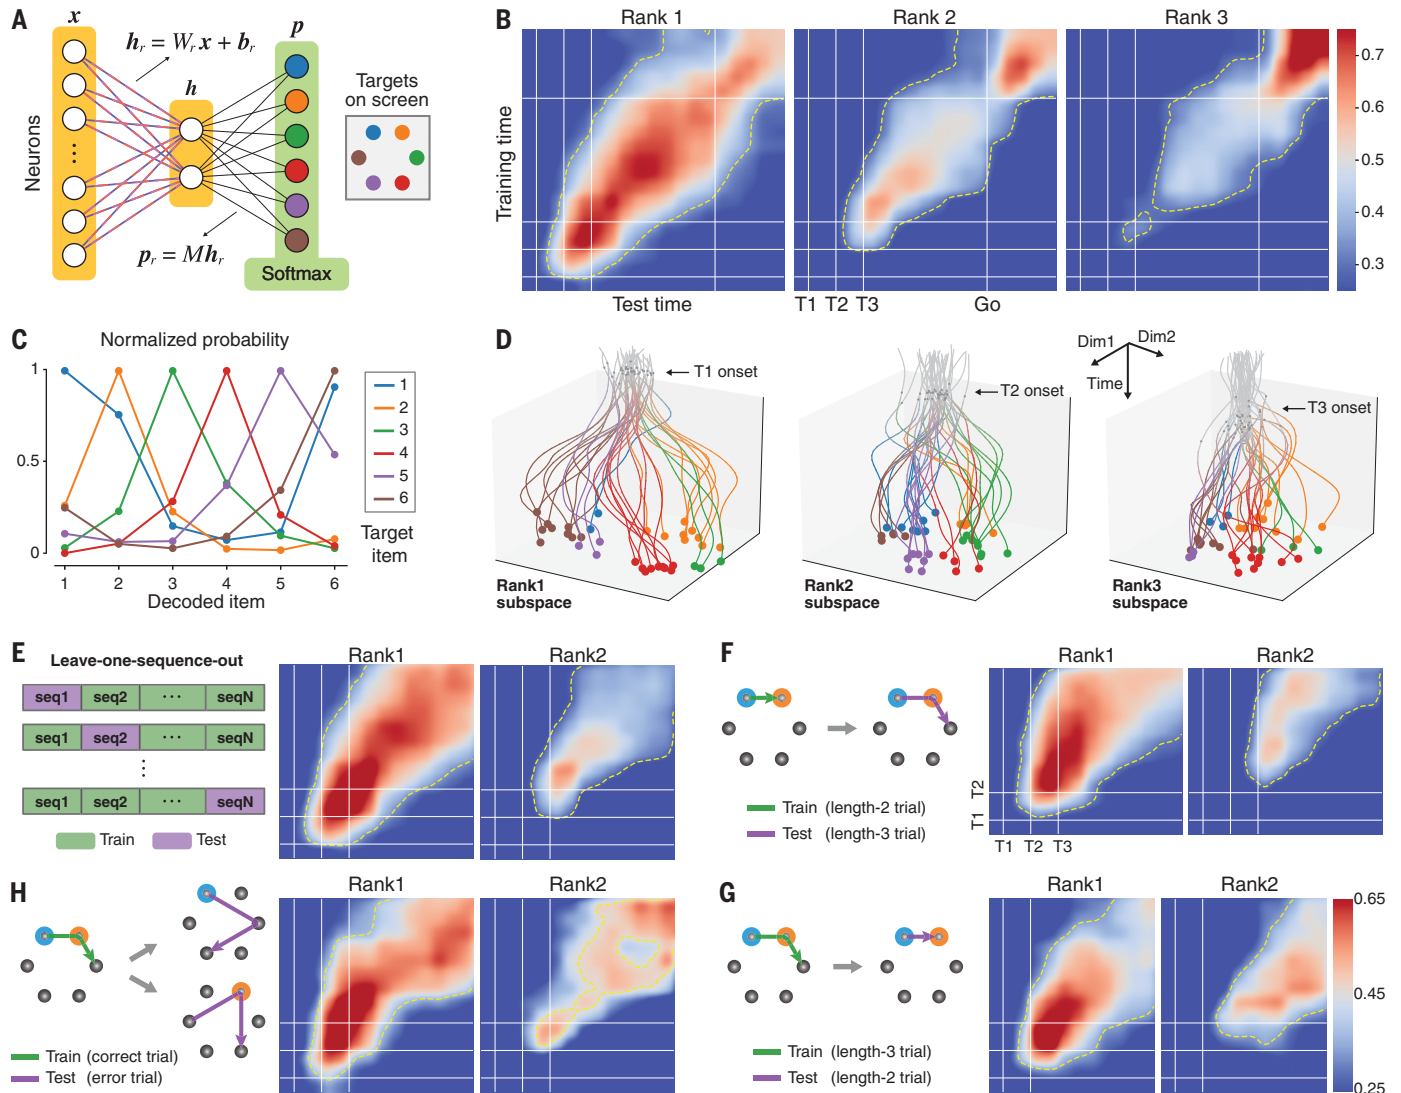 A
x
h_r = W_r x + b_r
p
h
Neurons
Targets
on screen
p_r = Mh_r
Softmax
B
Rank 1
Rank 2
Rank 3
Training time
Test time
T1 T2 T3
Go
0.7
0.6
0.5
0.4
0.3
C
Normalized probability
1
0.5
0
1 2 3 4 5 6
Decoded item
1
2
3
4
5
6
Target
item
D
T1 onset
Rank1
subspace
T2 onset
Rank2
subspace
Dim1
Dim2
Time
T3 onset
Rank3
subspace
E
Leave-one-sequence-out
seq1 seq2 ··· seqN
seq1 seq2 ··· seqN
seq1 seq2 ··· seqN
Train
Test
Rank1
Rank2
F
Train (length-2 trial)
Test (length-3 trial)
Rank1
Rank2
T2
T1
T1 T2 T3
H
Train (correct trial)
Test (error trial)
Rank1
Rank2
G
Train (length-3 trial)
Test (length-2 trial)
Rank1
Rank2
0.65
0.45
0.25